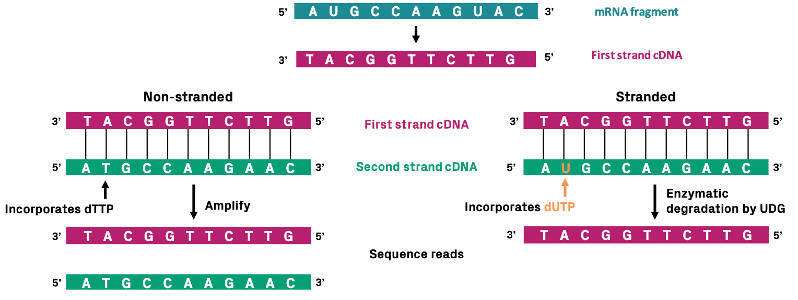 5' A U G C C A A G U A C 3' mRNA fragment
3' T A C G G T T C T T G 5' First strand cDNA
Non-stranded
Stranded
3' T A C G G T T C T T G 5' First strand cDNA 3' T A C G G T T C T T G 5'
5' A T G C C A A G A A C 3' Second strand cDNA 5' A U G C C A A G A A C 3'
Incorporates dTTP
Amplify
Incorporates dUTP
Enzymatic
degradation by UDG
3' T A C G G T T C T T G 5'
3' T A C G G T T C T T G 5'
Sequence reads
5' A T G C C A A G A A C 3'